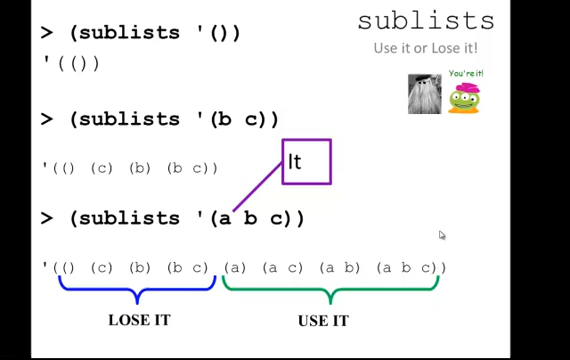 sublists
Use it or Lose it!
You're it!
> (sublists '())
'(())
> (sublists '(b c))
'(() (c) (b) (b c))
It
> (sublists '(a b c))
'(() (c) (b) (b c) (a) (a c) (a b) (a b c))
LOSE IT USE IT